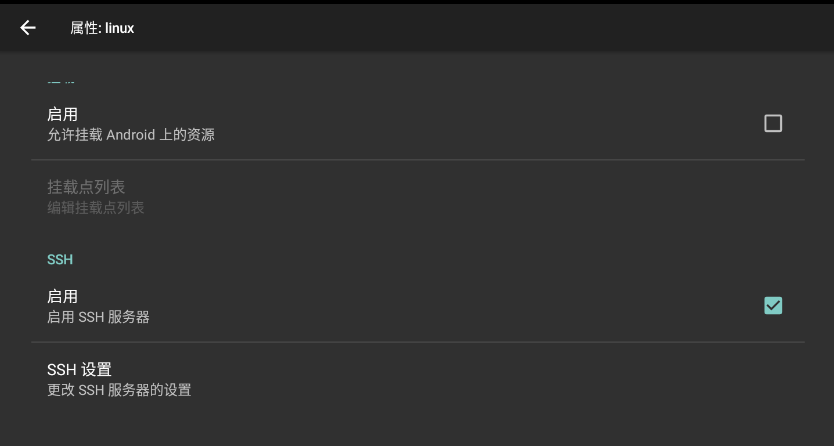 属性: linux
启用
允许挂载 Android 上的资源
挂载点列表
编辑挂载点列表
SSH
启用
启用 SSH 服务器
SSH 设置
更改 SSH 服务器的设置